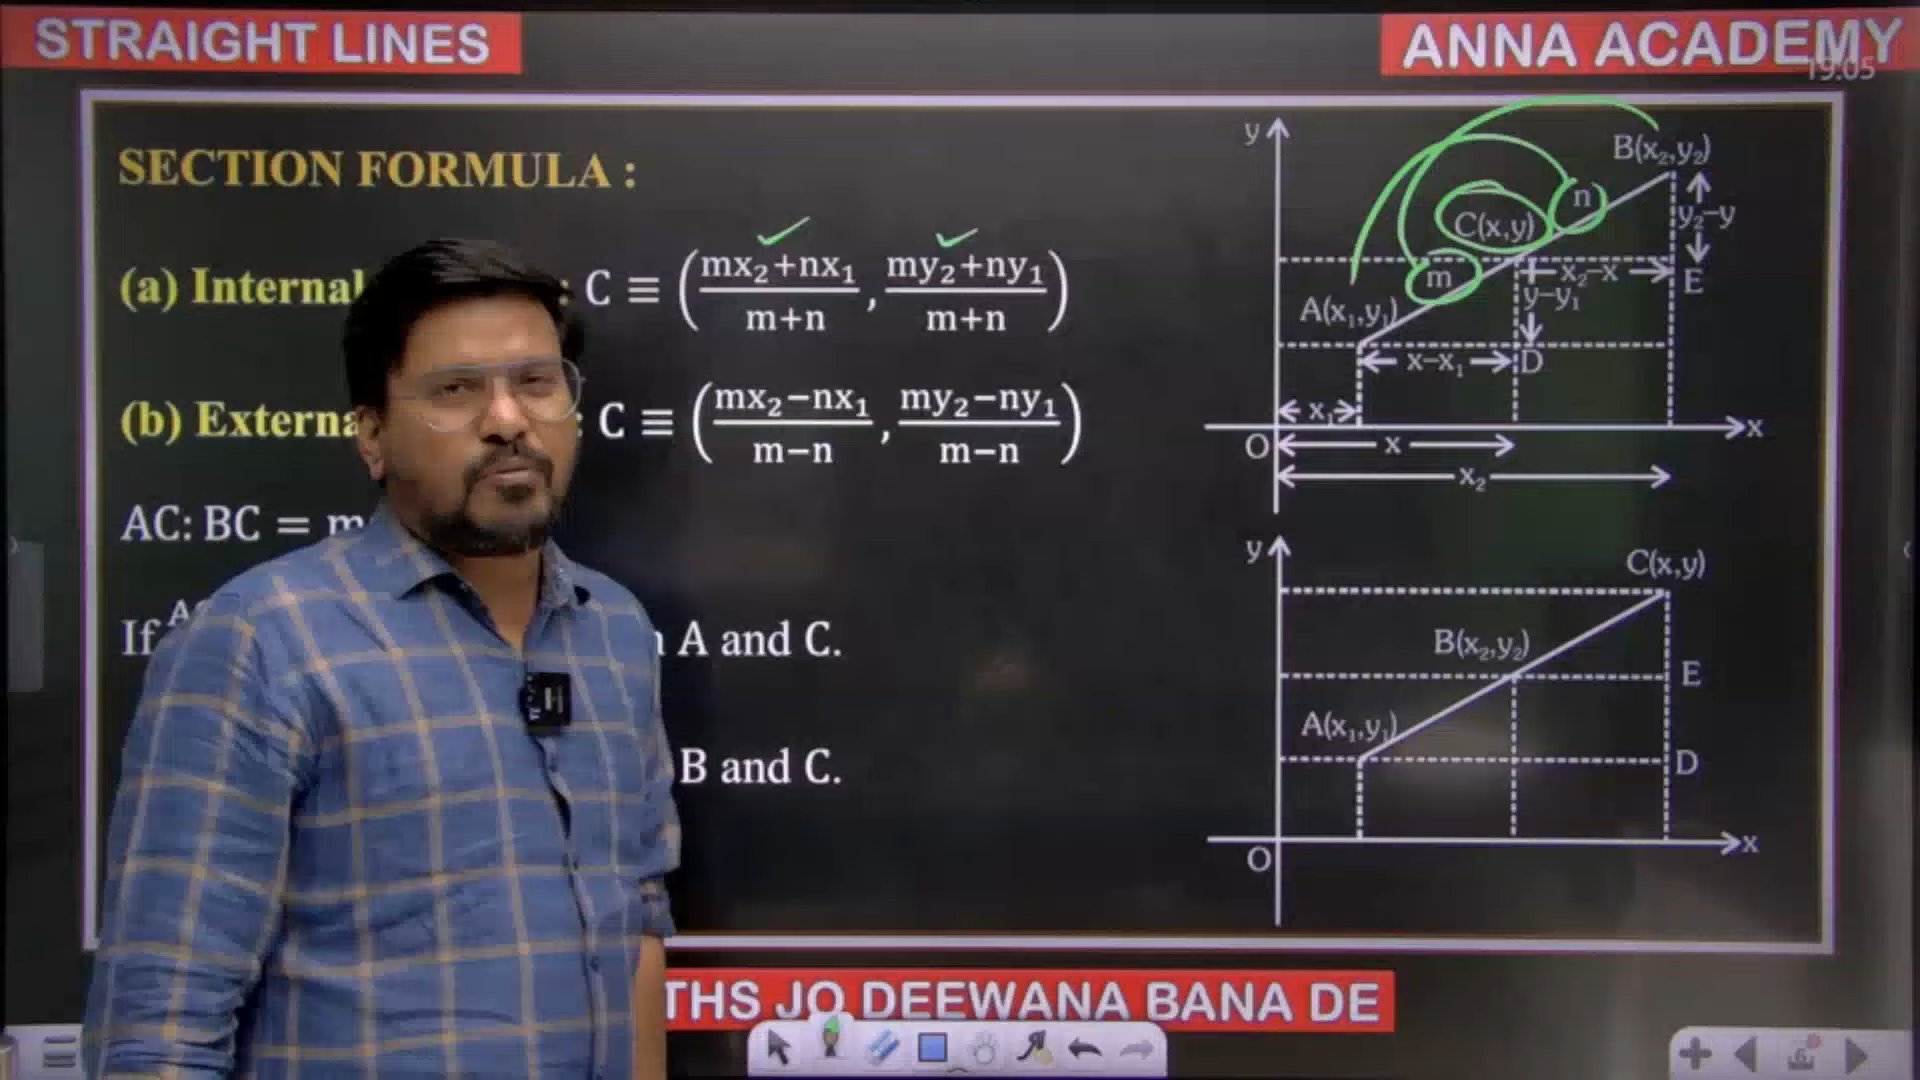 STRAIGHT LINES
ANNA ACADEMY
19:05
SECTION FORMULA :
(a) Internal : C ≡ (mx₂+nx₁/m+n , my₂+ny₁/m+n)
(b) Externa : C ≡ (mx₂−nx₁/m−n , my₂−ny₁/m−n)
AC: BC = m
If A and C.
B and C.
y
B(x₂,y₂)
n
C(x,y)
y₂−y
m
x₂−x
E
y−y₁
A(x₁,y₁)
x−x₁
D
x₁
O
x
x
x₂
y
C(x,y)
B(x₂,y₂)
E
A(x₁,y₁)
D
O
x
THS JO DEEWANA BANA DE